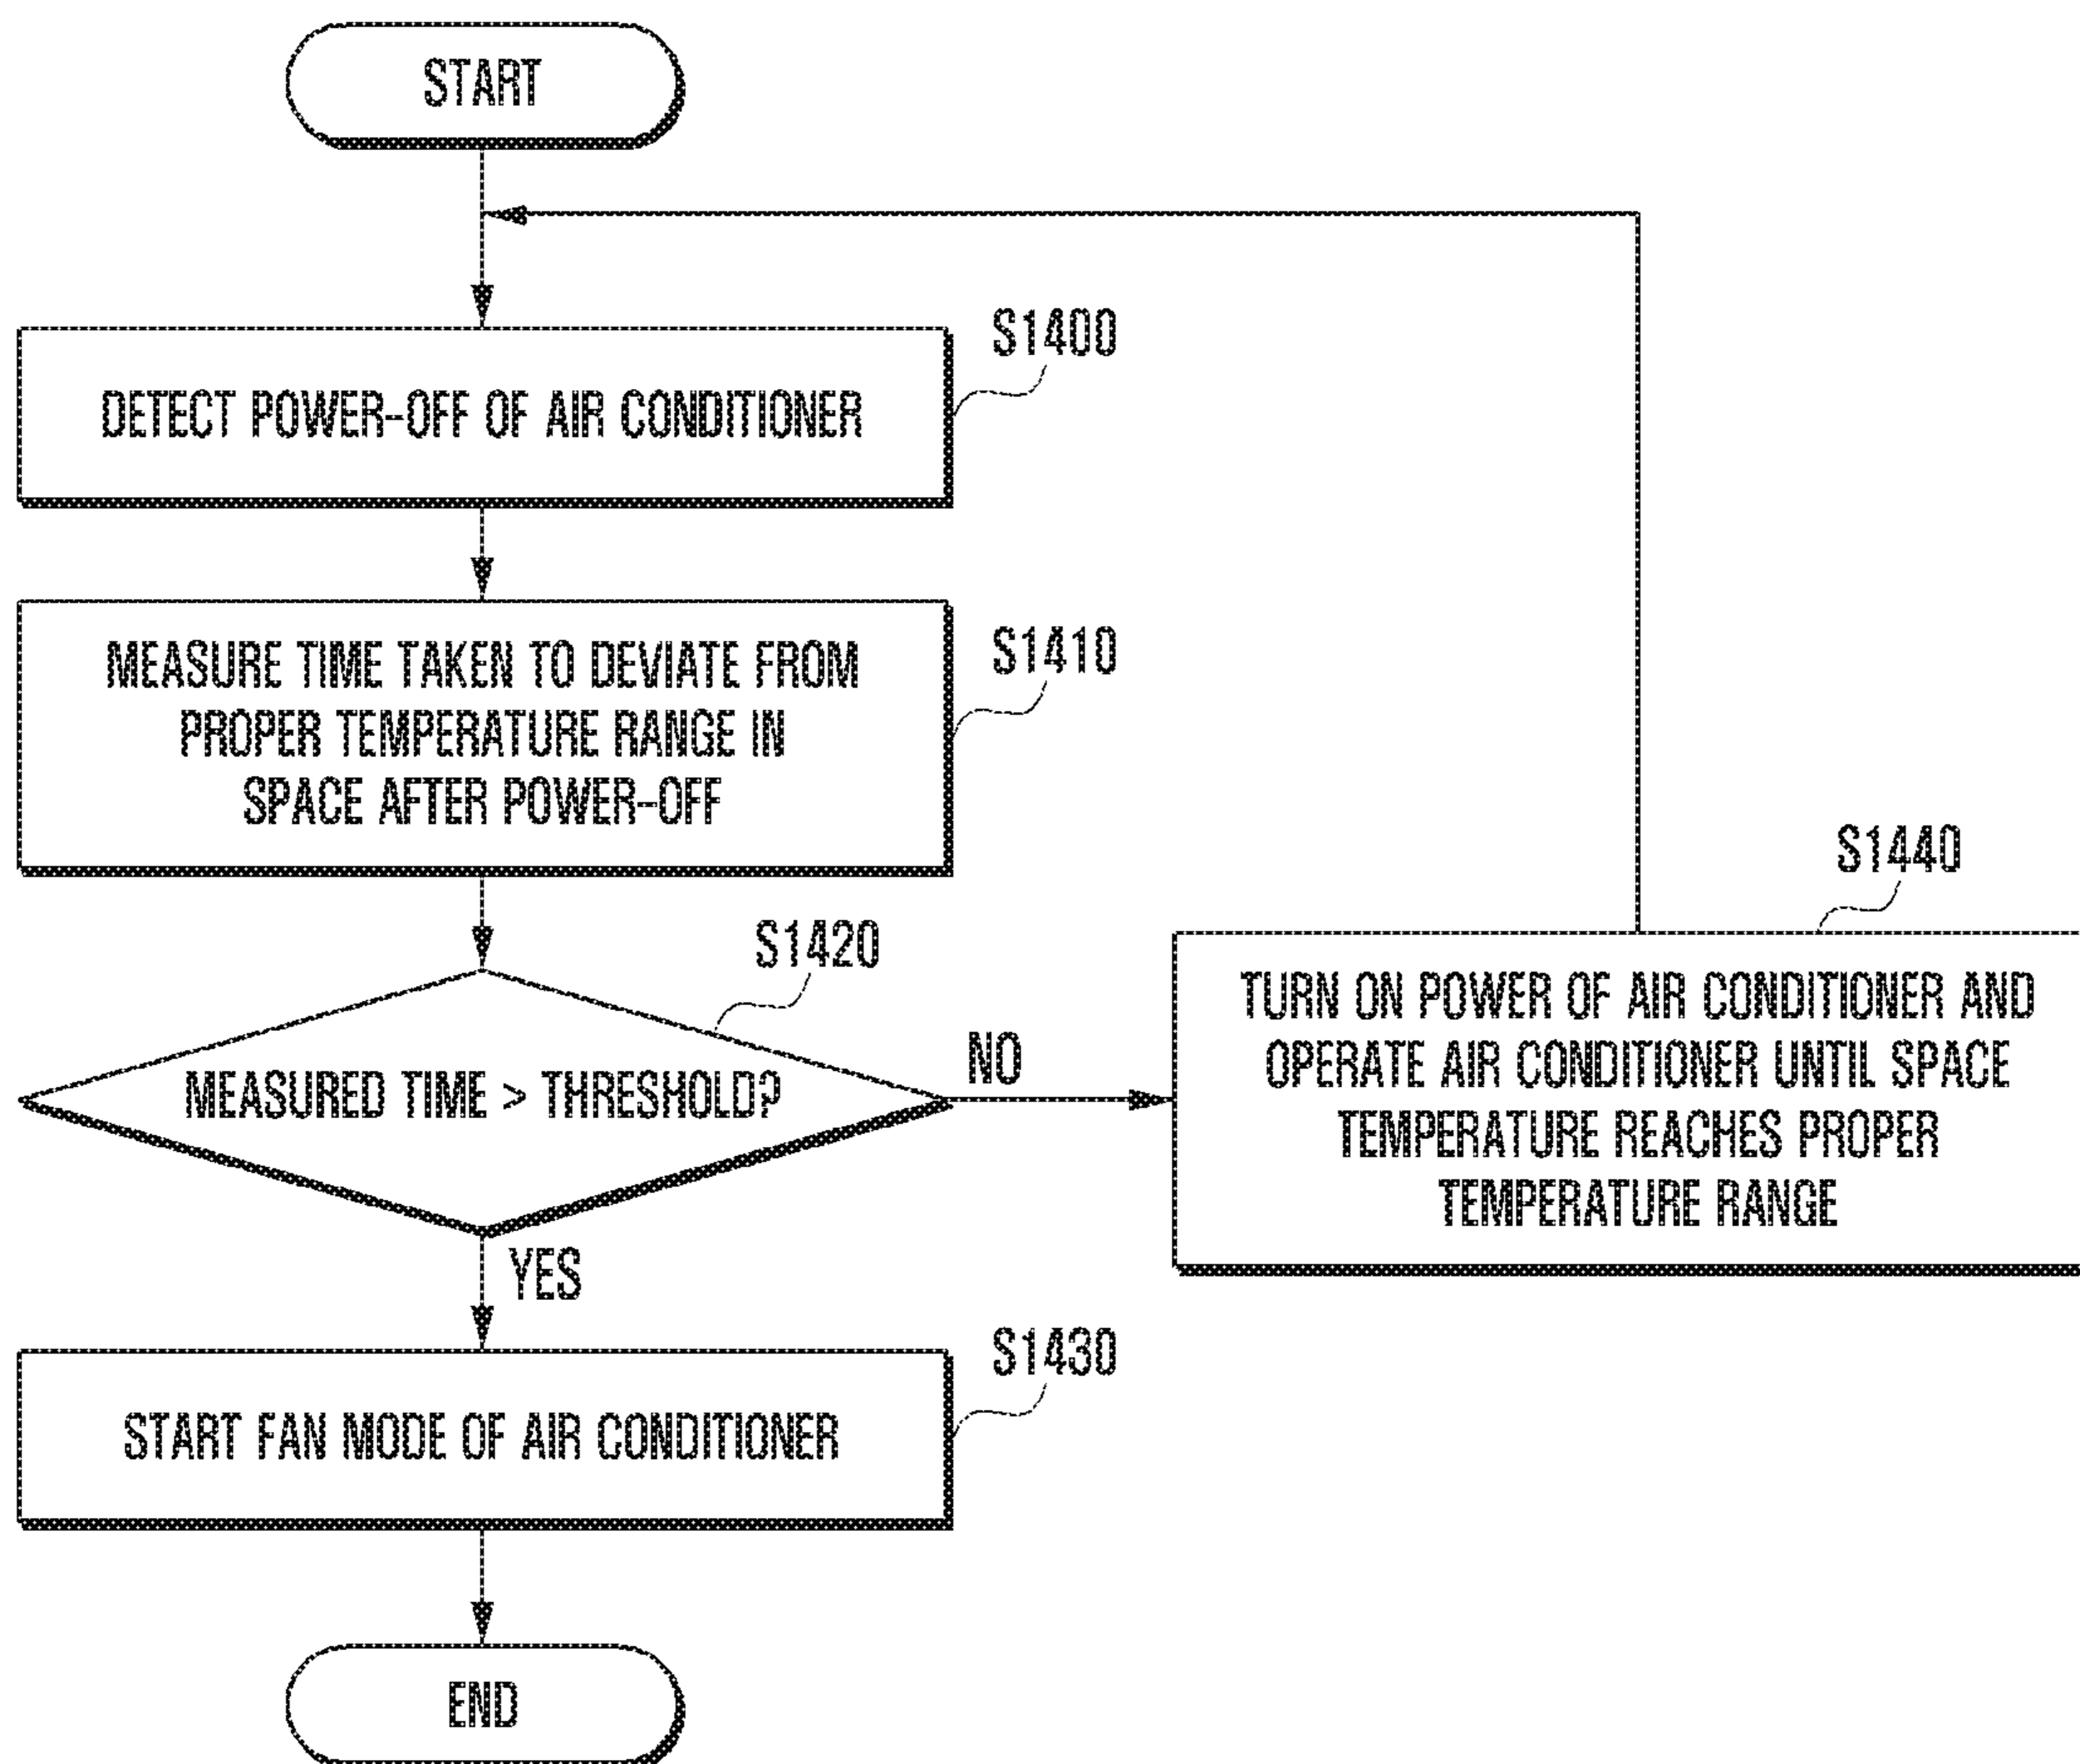 START
S1400
DETECT POWER-OFF OF AIR CONDITIONER
S1410
MEASURE TIME TAKEN TO DEVIATE FROM
PROPER TEMPERATURE RANGE IN
SPACE AFTER POWER-OFF
S1420
MEASURED TIME > THRESHOLD?
NO
S1440
TURN ON POWER OF AIR CONDITIONER AND
OPERATE AIR CONDITIONER UNTIL SPACE
TEMPERATURE REACHES PROPER
TEMPERATURE RANGE
YES
S1430
START FAN MODE OF AIR CONDITIONER
END